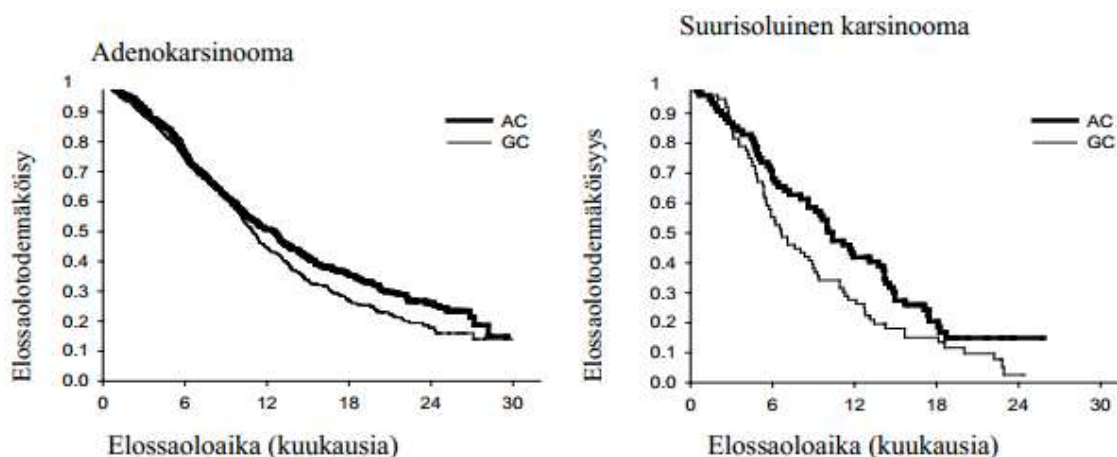 Adenokarsinooma
1
0.9
0.8
0.7
0.6
0.5
0.4
0.3
0.2
0.1
0.0
0 6 12 18 24 30
AC
GC
Elossaolotodennäköisy
Elossaoloaika (kuukausia)
Suurisoluinen karsinooma
1
0.9
0.8
0.7
0.6
0.5
0.4
0.3
0.2
0.1
0.0
0 6 12 18 24 30
AC
GC
Elossaolotodennäköisyys
Elossaoloaika (kuukausia)